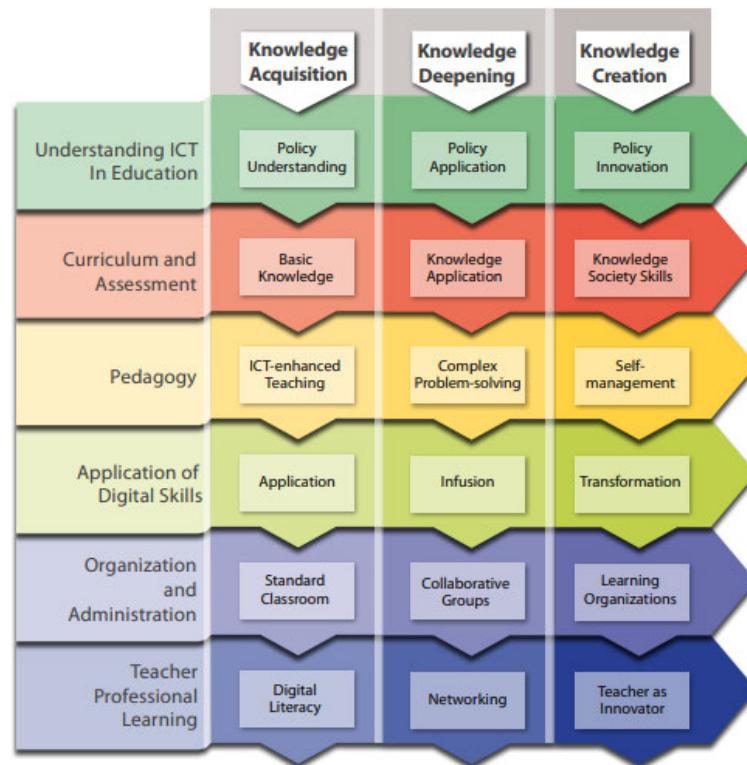 Knowledge
Acquisition
Knowledge
Deepening
Knowledge
Creation
Understanding ICT
In Education
Policy
Understanding
Policy
Application
Policy
Innovation
Curriculum and
Assessment
Basic
Knowledge
Knowledge
Application
Knowledge
Society Skills
Pedagogy
ICT-enhanced
Teaching
Complex
Problem-solving
Self-
management
Application of
Digital Skills
Application
Infusion
Transformation
Organization
and
Administration
Standard
Classroom
Collaborative
Groups
Learning
Organizations
Teacher
Professional
Learning
Digital
Literacy
Networking
Teacher as
Innovator